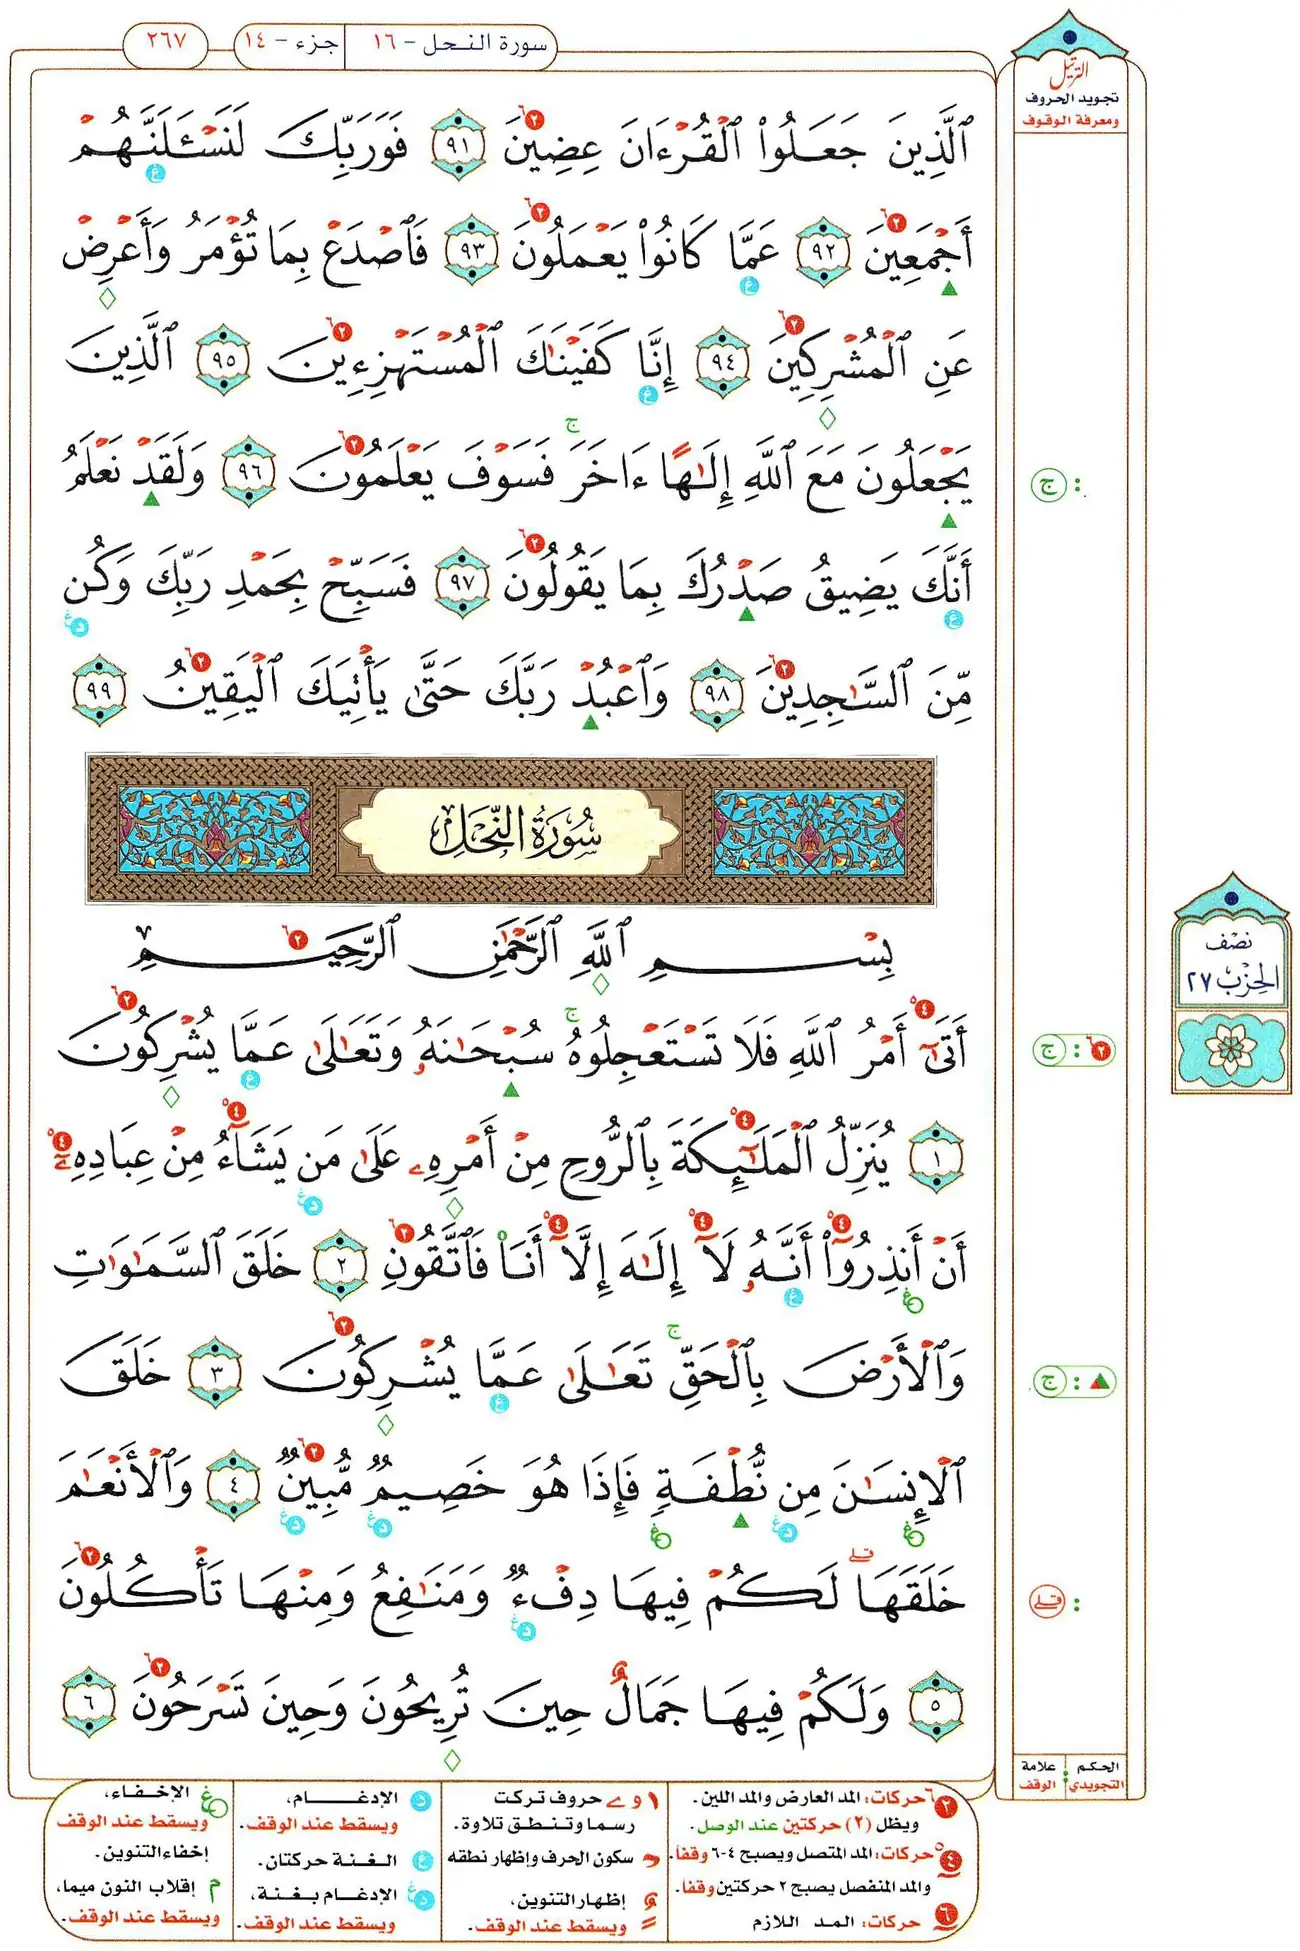 سورة النحل - ١٦
جزء - ١٤
٢٦٧
الترتيل
تجويد الحروف
ومعرفة الوقوف
ٱلَّذِينَ جَعَلُوا۟ ٱلْقُرْءَانَ عِضِينَ ٩١ فَوَرَبِّكَ لَنَسْـَٔلَنَّهُمْ
أَجْمَعِينَ ٩٢ عَمَّا كَانُوا۟ يَعْمَلُونَ ٩٣ فَٱصْدَعْ بِمَا تُؤْمَرُ وَأَعْرِضْ
عَنِ ٱلْمُشْرِكِينَ ٩٤ إِنَّا كَفَيْنَـٰكَ ٱلْمُسْتَهْزِءِينَ ٩٥ ٱلَّذِينَ
يَجْعَلُونَ مَعَ ٱللَّهِ إِلَـٰهًا ءَاخَرَ ۚ فَسَوْفَ يَعْلَمُونَ ٩٦ وَلَقَدْ نَعْلَمُ
أَنَّكَ يَضِيقُ صَدْرُكَ بِمَا يَقُولُونَ ٩٧ فَسَبِّحْ بِحَمْدِ رَبِّكَ وَكُن
مِّنَ ٱلسَّـٰجِدِينَ ٩٨ وَٱعْبُدْ رَبَّكَ حَتَّىٰ يَأْتِيَكَ ٱلْيَقِينُ ٩٩
سُورَةُ النَّحْلِ
بِسْمِ ٱللَّهِ ٱلرَّحْمَـٰنِ ٱلرَّحِيمِ
أَتَىٰٓ أَمْرُ ٱللَّهِ فَلَا تَسْتَعْجِلُوهُ ۚ سُبْحَـٰنَهُۥ وَتَعَـٰلَىٰ عَمَّا يُشْرِكُونَ
١ يُنَزِّلُ ٱلْمَلَـٰٓئِكَةَ بِٱلرُّوحِ مِنْ أَمْرِهِۦ عَلَىٰ مَن يَشَآءُ مِنْ عِبَادِهِۦٓ
أَنْ أَنذِرُوٓا۟ أَنَّهُۥ لَآ إِلَـٰهَ إِلَّآ أَنَا۠ فَٱتَّقُونِ ٢ خَلَقَ ٱلسَّمَـٰوَٰتِ
وَٱلْأَرْضَ بِٱلْحَقِّ ۚ تَعَـٰلَىٰ عَمَّا يُشْرِكُونَ ٣ خَلَقَ
ٱلْإِنسَـٰنَ مِن نُّطْفَةٍ فَإِذَا هُوَ خَصِيمٌ مُّبِينٌ ٤ وَٱلْأَنْعَـٰمَ
خَلَقَهَا ۗ لَكُمْ فِيهَا دِفْءٌ وَمَنَـٰفِعُ وَمِنْهَا تَأْكُلُونَ
٥ وَلَكُمْ فِيهَا جَمَالٌ حِينَ تُرِيحُونَ وَحِينَ تَسْرَحُونَ ٦
ج :
٢ : ج
ج :
قلى :
نصف
الحزب ٢٧
الحكم التجويدي : علامة الوقف
٦ حركات: المد العارض والمد اللين.
ويظل (٢) حركتين عند الوصل.
٤ ٥ حركات: المد المتصل ويصبح ٤-٦ وقفاً.
والمد المنفصل يصبح ٢ حركتين وقفاً.
٦ حركات: المد اللازم
ا و ے حروف تركت
رسما وتنطق تلاوة.
سكون الحرف وإظهار نطقه
إظهار التنوين،
ويسقط عند الوقف.
د الإدغام،
ويسقط عند الوقف.
غ الغنة حركتان.
دغ الإدغام بغنة،
ويسقط عند الوقف.
الإخفاء،
ويسقط عند الوقف
إخفاء التنوين.
م إقلاب النون ميما،
ويسقط عند الوقف.